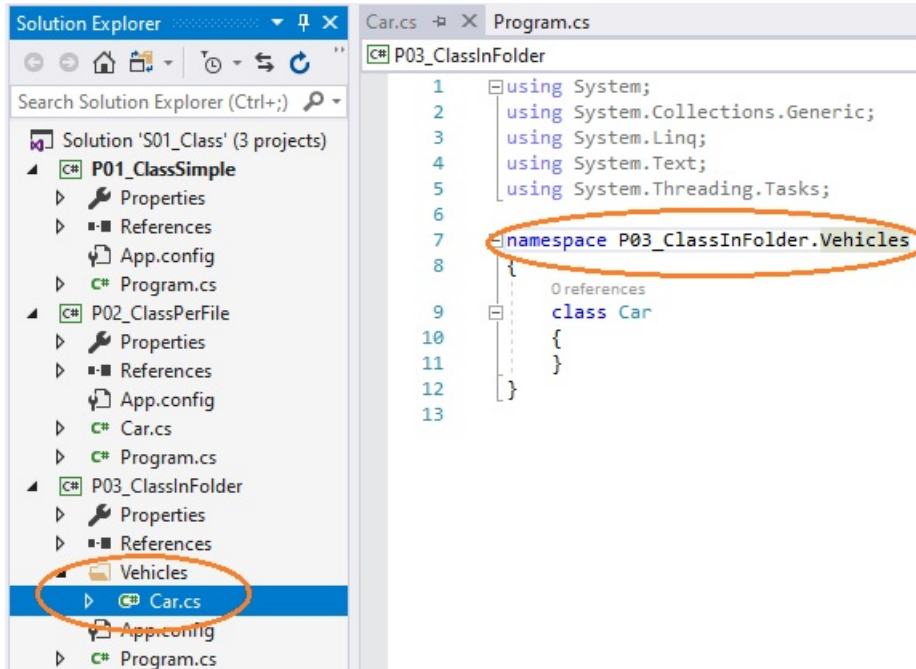 Solution Explorer
Search Solution Explorer (Ctrl+;)
Solution 'S01_Class' (3 projects)
C# P01_ClassSimple
Properties
References
App.config
C# Program.cs
C# P02_ClassPerFile
Properties
References
App.config
C# Car.cs
C# Program.cs
C# P03_ClassInFolder
Properties
References
Vehicles
C# Car.cs
App.config
C# Program.cs
Car.cs Program.cs
C# P03_ClassInFolder
1 using System;
2 using System.Collections.Generic;
3 using System.Linq;
4 using System.Text;
5 using System.Threading.Tasks;
6
7 namespace P03_ClassInFolder.Vehicles
8 {
0 references
9 class Car
10 {
11 }
12 }
13